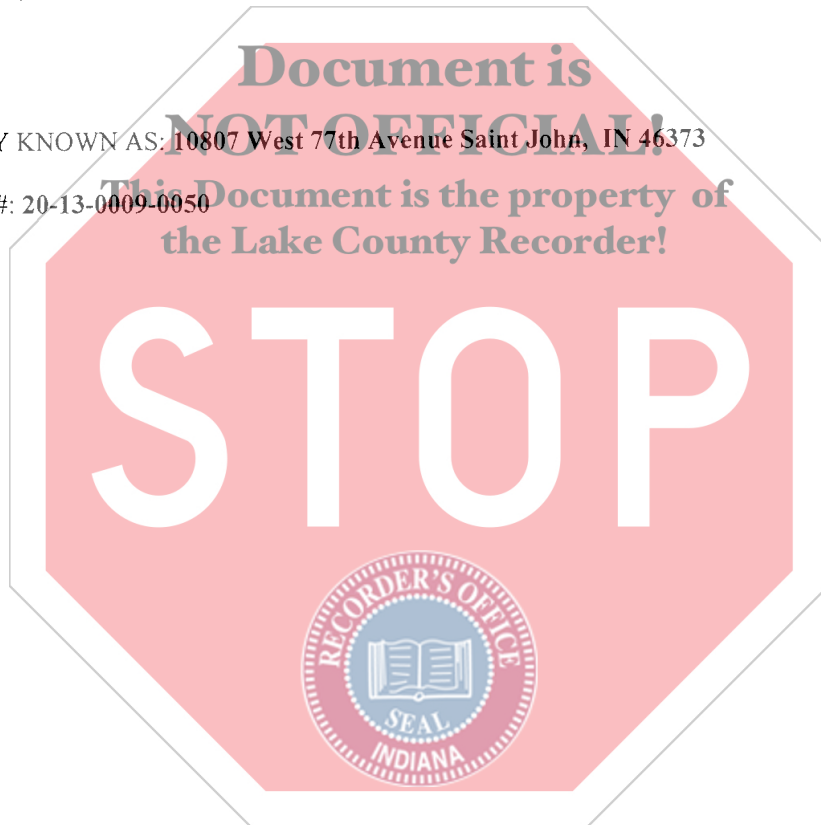 Document is
NOT OFFICIAL!
Y KNOWN AS: 10807 West 77th Avenue Saint John, IN 46373
This Document is the property of
#: 20-13-0009-0050
the Lake County Recorder!
STOP
RECORDER'S OFFICE
SEAL
INDIANA